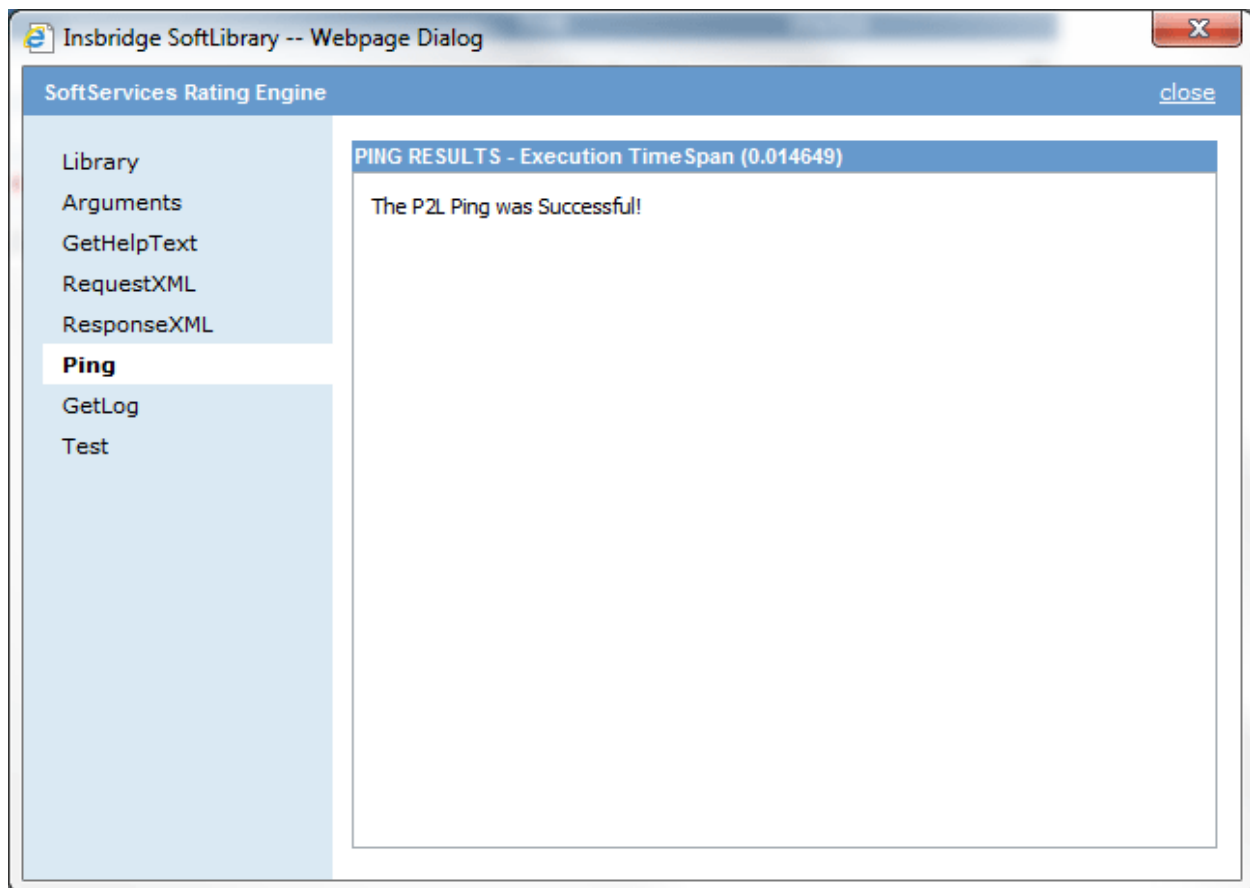 Insbridge SoftLibrary -- Webpage Dialog
SoftServices Rating Engine
close
Library
Arguments
GetHelpText
RequestXML
ResponseXML
Ping
GetLog
Test
PING RESULTS - Execution TimeSpan (0.014649)
The P2L Ping was Successful!